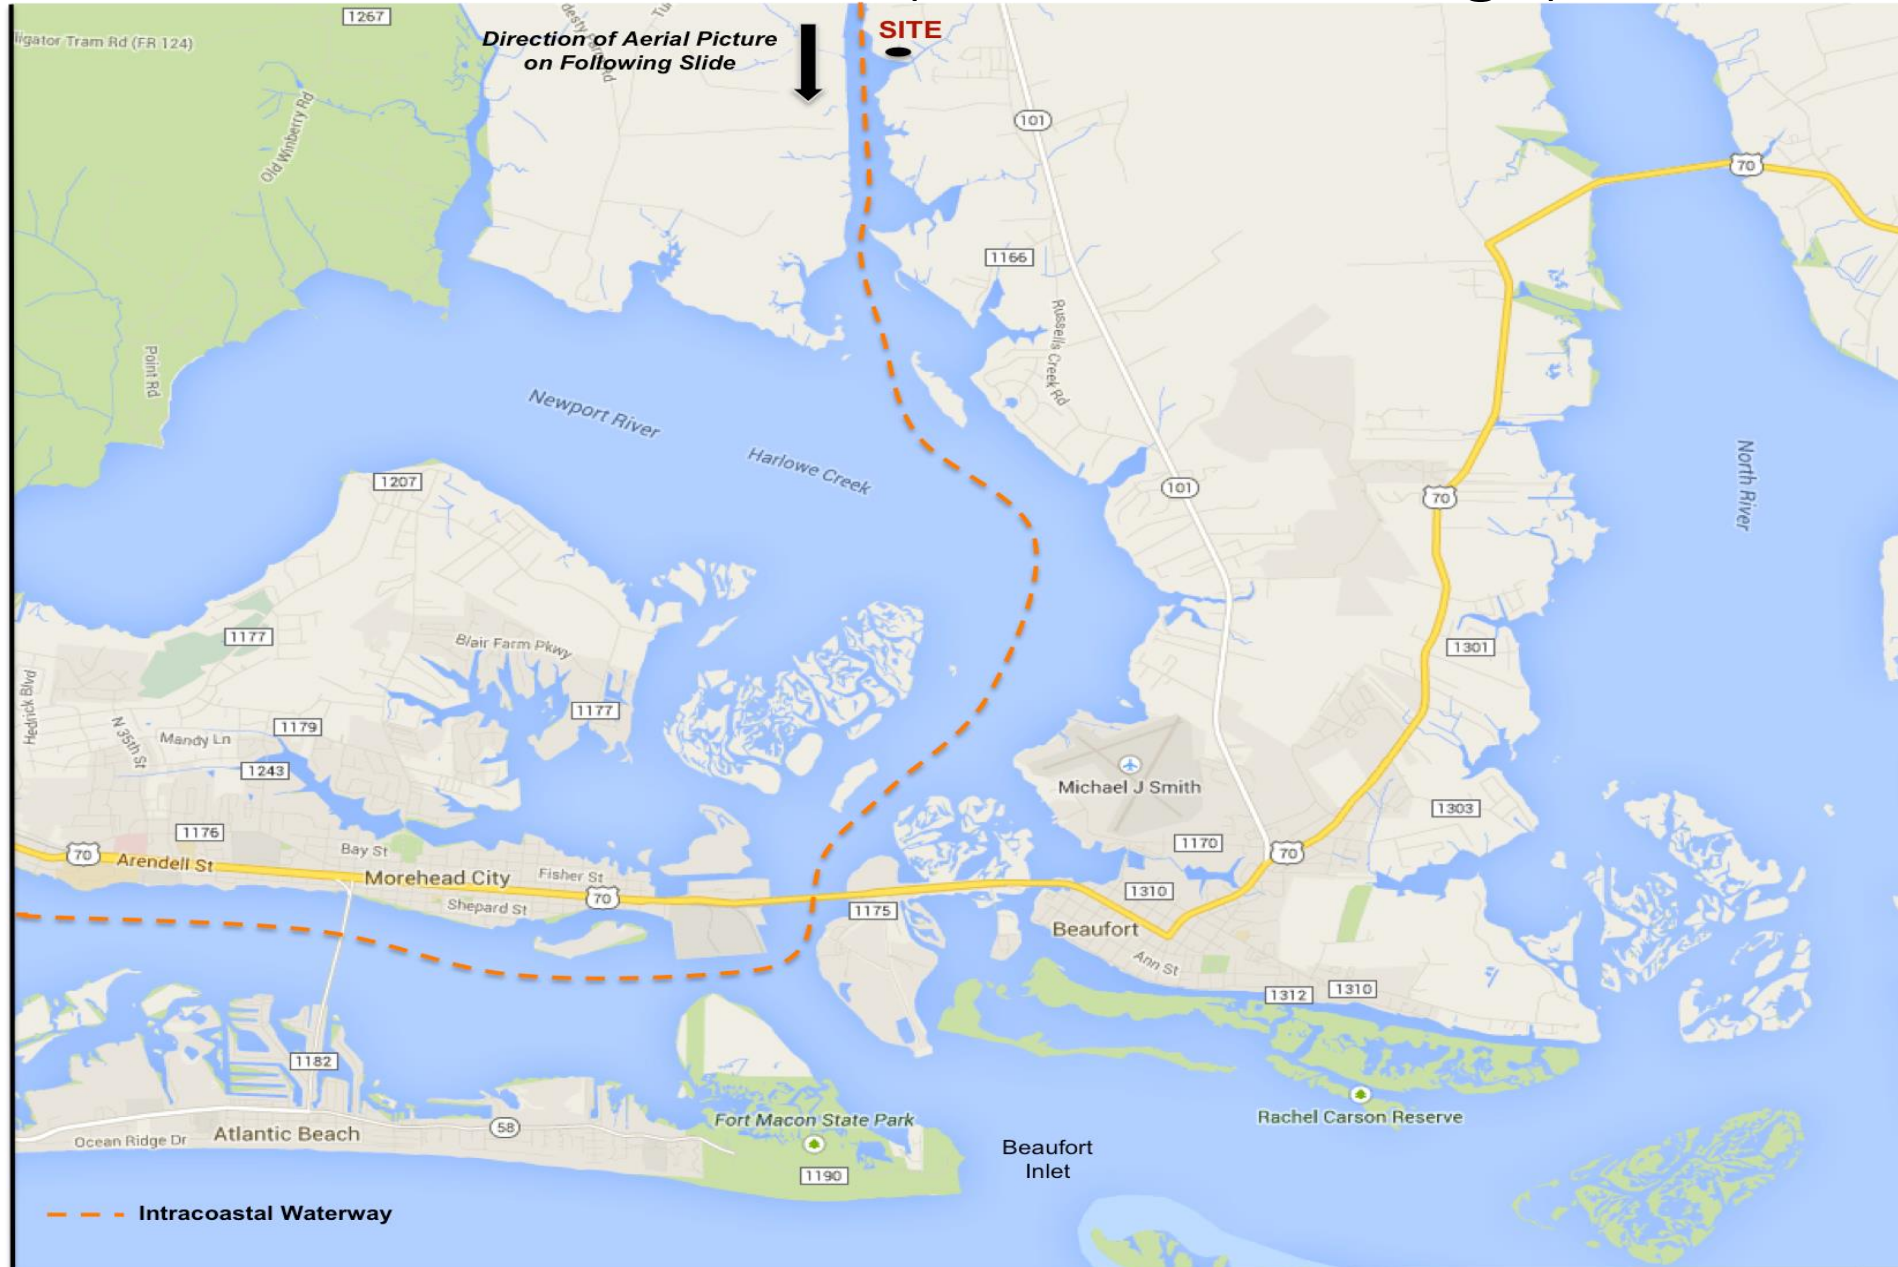 1267
ligator Tram Rd (FR 124)
Old Winberry Rd
Direction of Aerial Picture
on Following Slide
SITE
101
70
1166
Russells Creek Rd
Point Rd
Newport River
Harlowe Creek
North River
1207
101
70
1177
Blair Farm Pkwy
1301
Hedrick Blvd
N 35th St
1177
1179
Mandy Ln
1243
Michael J Smith
1303
1176
1170
Bay St
70
70
Arendell St
Morehead City
Fisher St
70
Shepard St
1310
1175
Beaufort
Ann St
1312
1310
1182
Fort Macon State Park
Rachel Carson Reserve
58
Ocean Ridge Dr
Atlantic Beach
Beaufort
Inlet
1190
Intracoastal Waterway